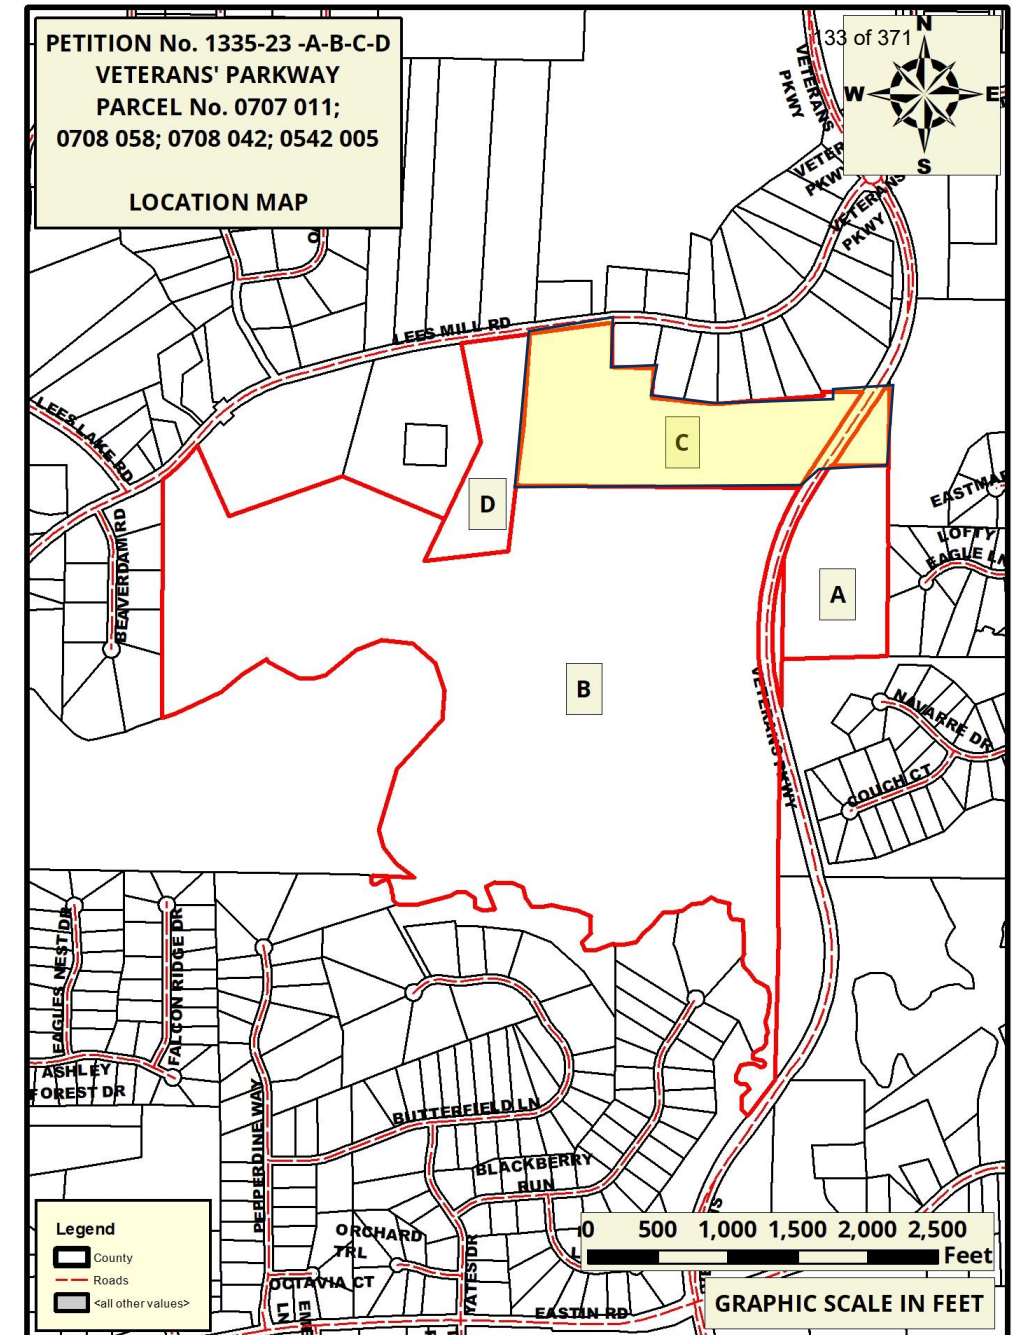 PETITION No. 1335-23 -A-B-C-D
VETERANS' PARKWAY
PARCEL No. 0707 011;
0708 058; 0708 042; 0542 005
LOCATION MAP
133 of 371
N
W
E
S
VETERANS
PKWY
PKWY
VETERANS
PKWY
LEES MILL RD
LEES LAKE RD
BEAVERDAM RD
C
D
A
B
LOFTY
EAGLE LN
VETERANS PKWY
NAVARRE DR
COUCH CT
EAGLES NEST DR
FALCON RIDGE DR
ASHLEY
FOREST DR
PEPPERDINE WAY
BUTTERFIELD LN
BLACKBERRY
RUN
ORCHARD
TRL
OCTAVIA CT
LN
YATES DR
EASTIN RD
Legend
County
Roads
<all other values>
0 500 1,000 1,500 2,000 2,500
Feet
GRAPHIC SCALE IN FEET